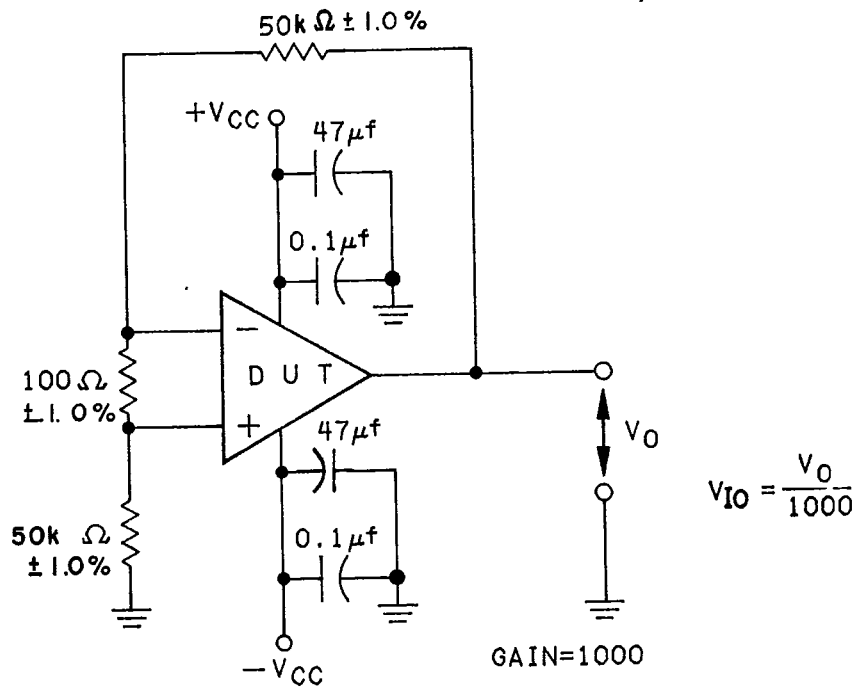 50k Ω ± 1.0%
+VCC
47μf
0.1μf
−
DUT
+
100 Ω
±1.0%
47μf
VO
VIO = VO/1000
50k Ω
±1.0%
0.1μf
−VCC
GAIN=1000